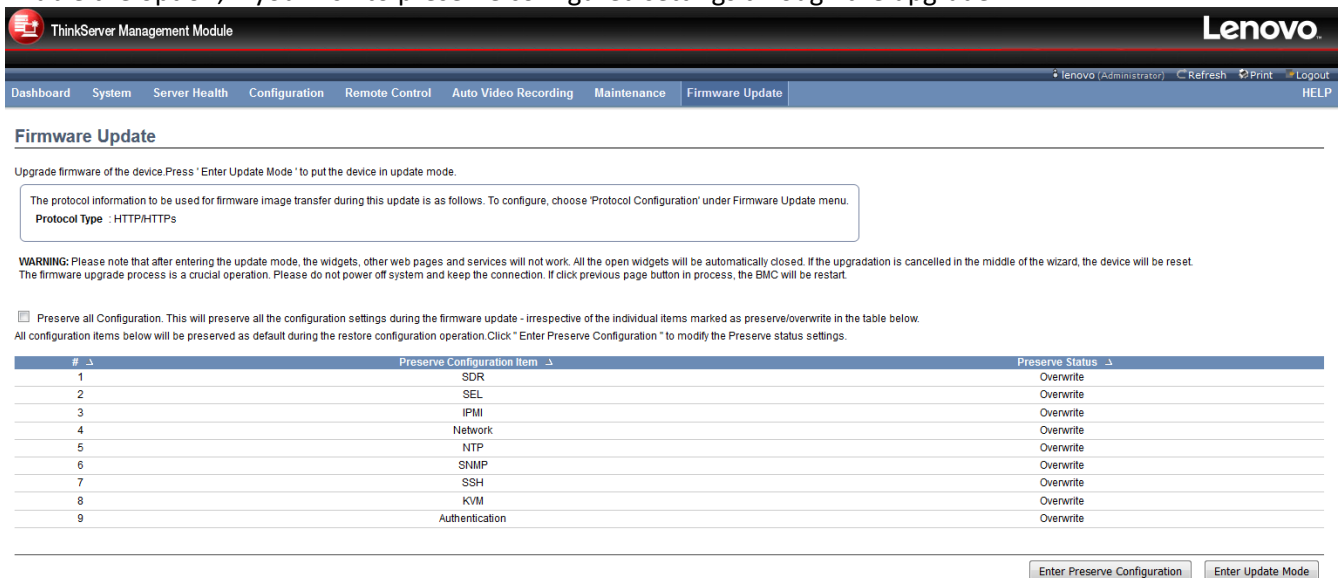 ThinkServer Management Module
Lenovo
lenovo (Administrator) Refresh Print Logout
Dashboard System Server Health Configuration Remote Control Auto Video Recording Maintenance Firmware Update HELP
Firmware Update
Upgrade firmware of the device.Press ' Enter Update Mode ' to put the device in update mode.
The protocol information to be used for firmware image transfer during this update is as follows. To configure, choose 'Protocol Configuration' under Firmware Update menu.
Protocol Type : HTTP/HTTPs
WARNING: Please note that after entering the update mode, the widgets, other web pages and services will not work. All the open widgets will be automatically closed. If the upgradation is cancelled in the middle of the wizard, the device will be reset.
The firmware upgrade process is a crucial operation. Please do not power off system and keep the connection. If click previous page button in process, the BMC will be restart.
Preserve all Configuration. This will preserve all the configuration settings during the firmware update - irrespective of the individual items marked as preserve/overwrite in the table below.
All configuration items below will be preserved as default during the restore configuration operation.Click " Enter Preserve Configuration " to modify the Preserve status settings.
# Preserve Configuration Item Preserve Status
1 SDR Overwrite
2 SEL Overwrite
3 IPMI Overwrite
4 Network Overwrite
5 NTP Overwrite
6 SNMP Overwrite
7 SSH Overwrite
8 KVM Overwrite
9 Authentication Overwrite
Enter Preserve Configuration Enter Update Mode